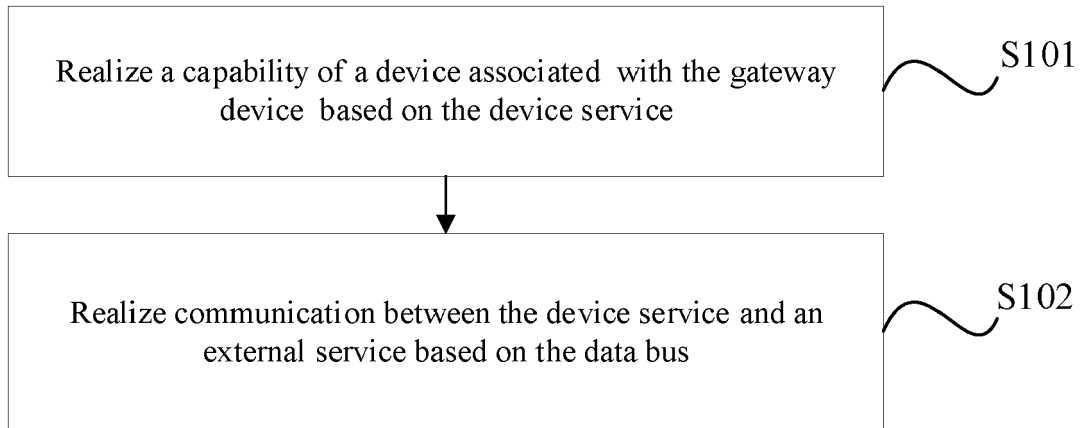 Realize a capability of a device associated with the gateway
device based on the device service
S101
Realize communication between the device service and an
external service based on the data bus
S102